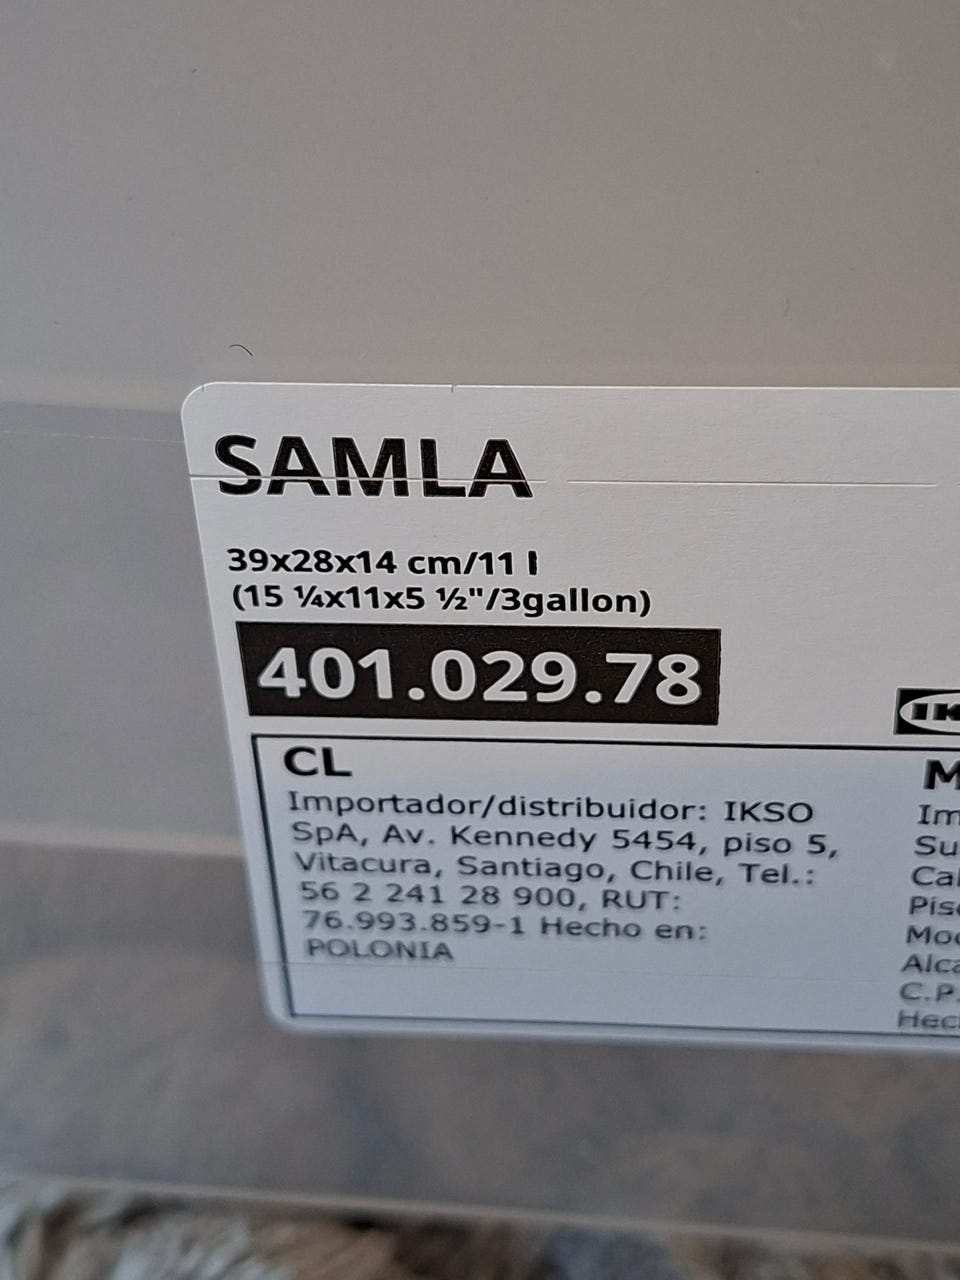 SAMLA
39x28x14 cm/11 l
(15 ¼x11x5 ½"/3gallon)
401.029.78
CL
Importador/distribuidor: IKSO
SpA, Av. Kennedy 5454, piso 5,
Vitacura, Santiago, Chile, Tel.:
56 2 241 28 900, RUT:
76.993.859-1 Hecho en:
POLONIA